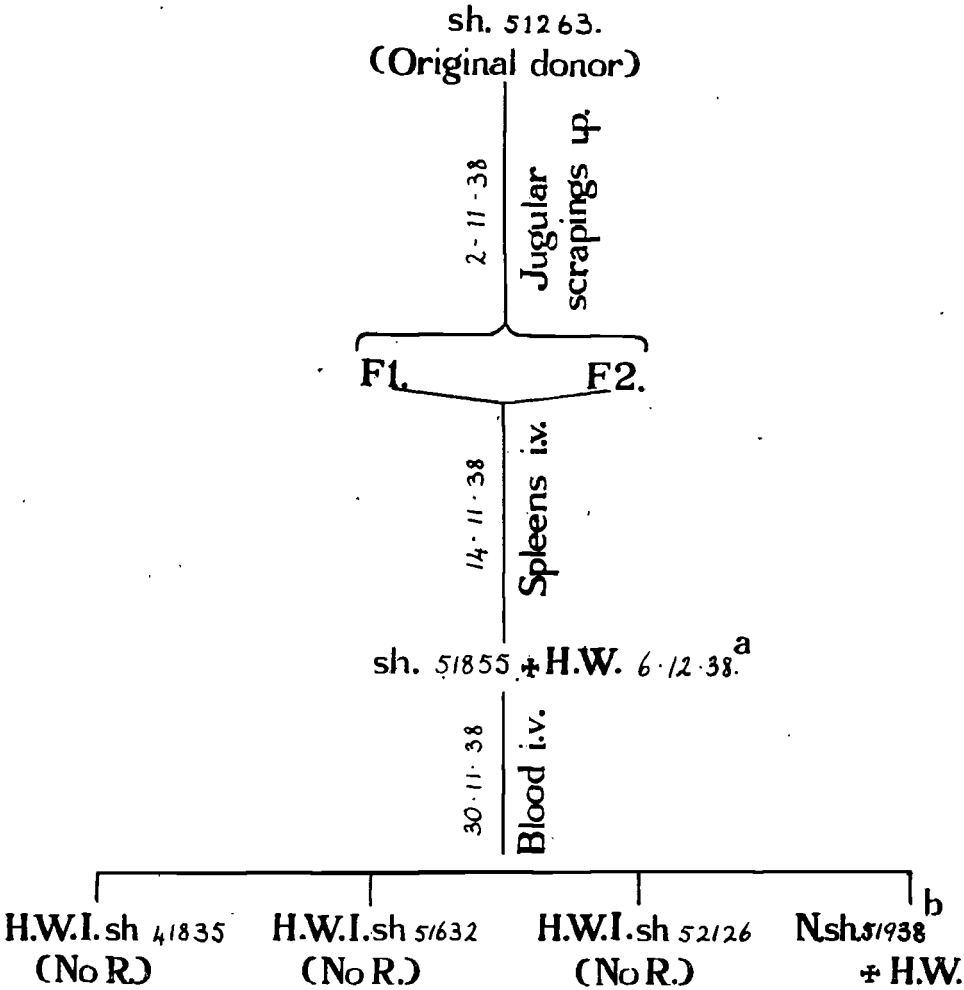 sh. 51263.
(Original donor)
2-11-38
Jugular
scrapings i.p.
F1. F2.
14·11·38
Spleens i.v.
sh. 51855 ✠ H.W. 6·12·38.a
30·11·38
Blood i.v.
H.W.I.sh 41835 H.W.I.sh 51632 H.W.I.sh 52126 N.sh.51938 b
(No R.) (No R.) (No R.) ✠ H.W.